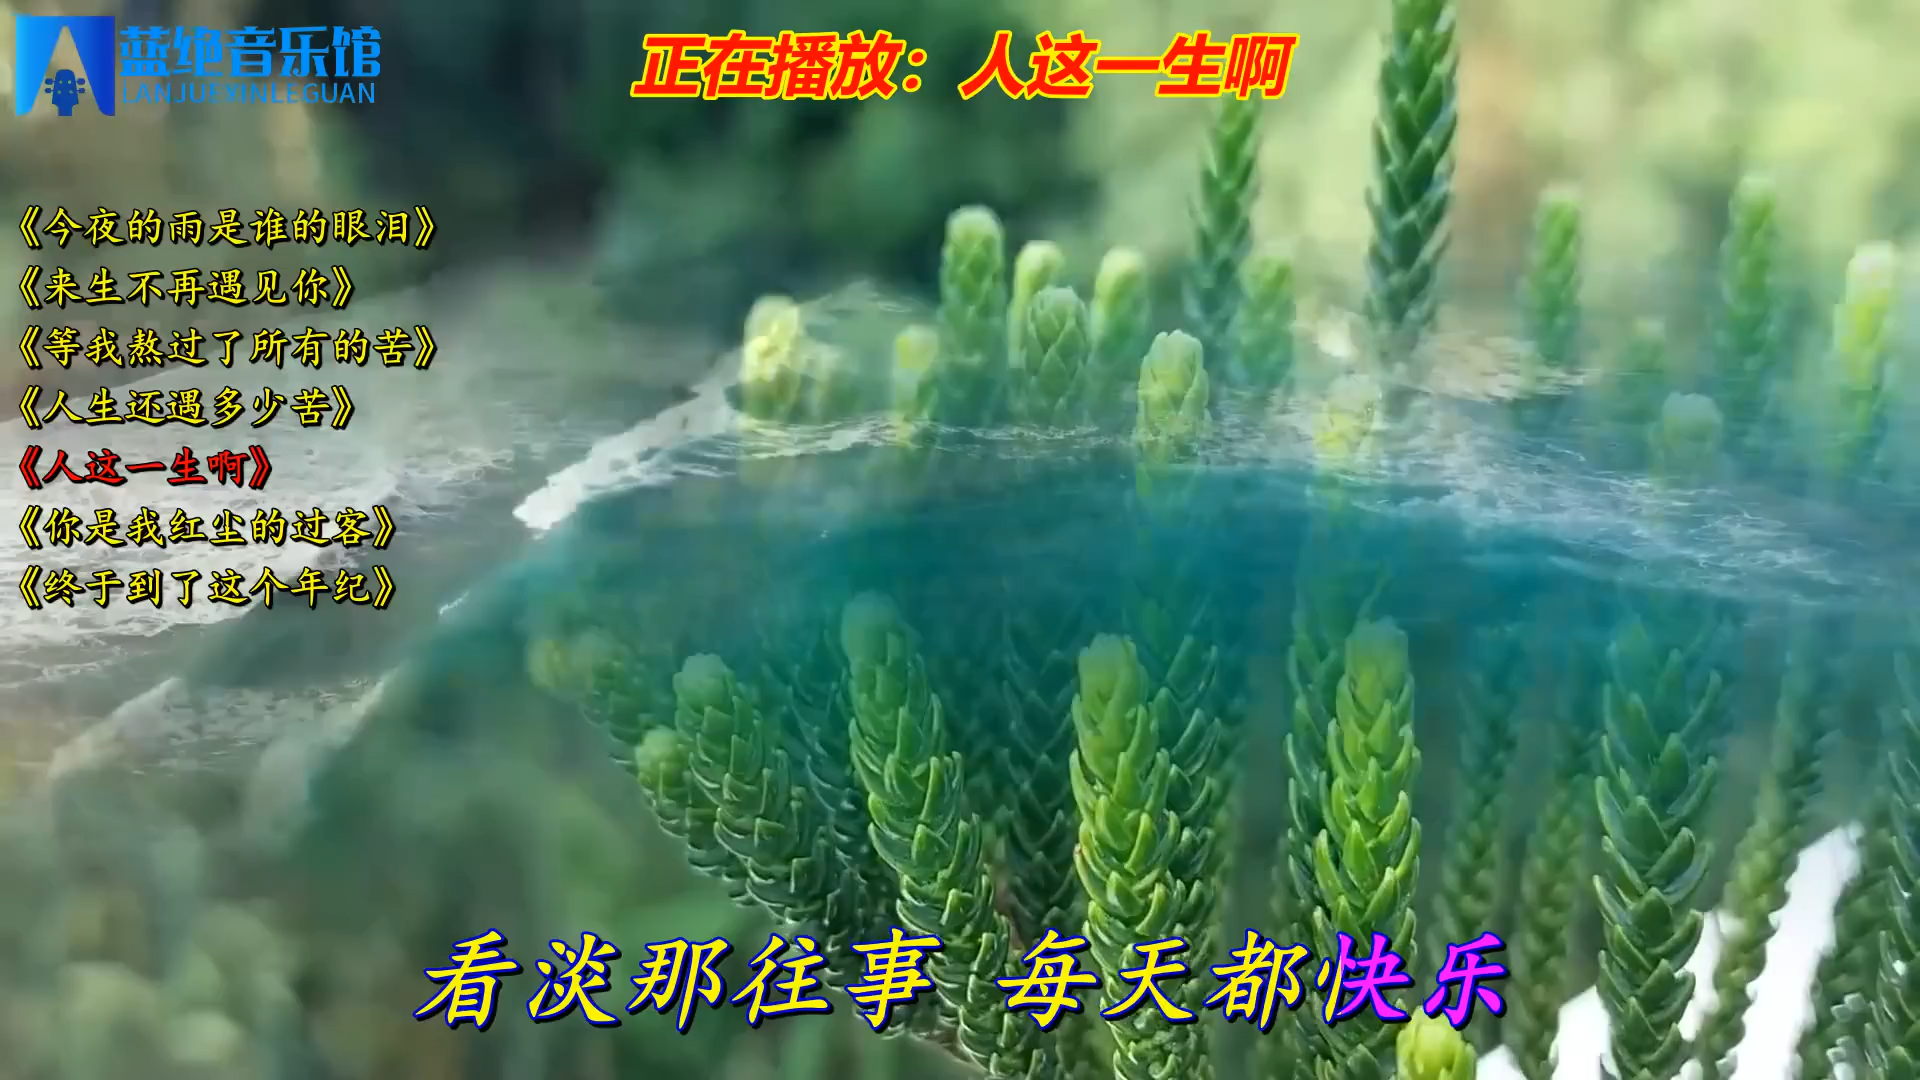 蓝绝音乐馆
LANJUEYINLEGUAN
正在播放：人这一生啊
《今夜的雨是谁的眼泪》
《来生不再遇见你》
《等我熬过了所有的苦》
《人生还遇多少苦》
《人这一生啊》
《你是我红尘的过客》
《终于到了这个年纪》
看淡那往事 每天都快乐